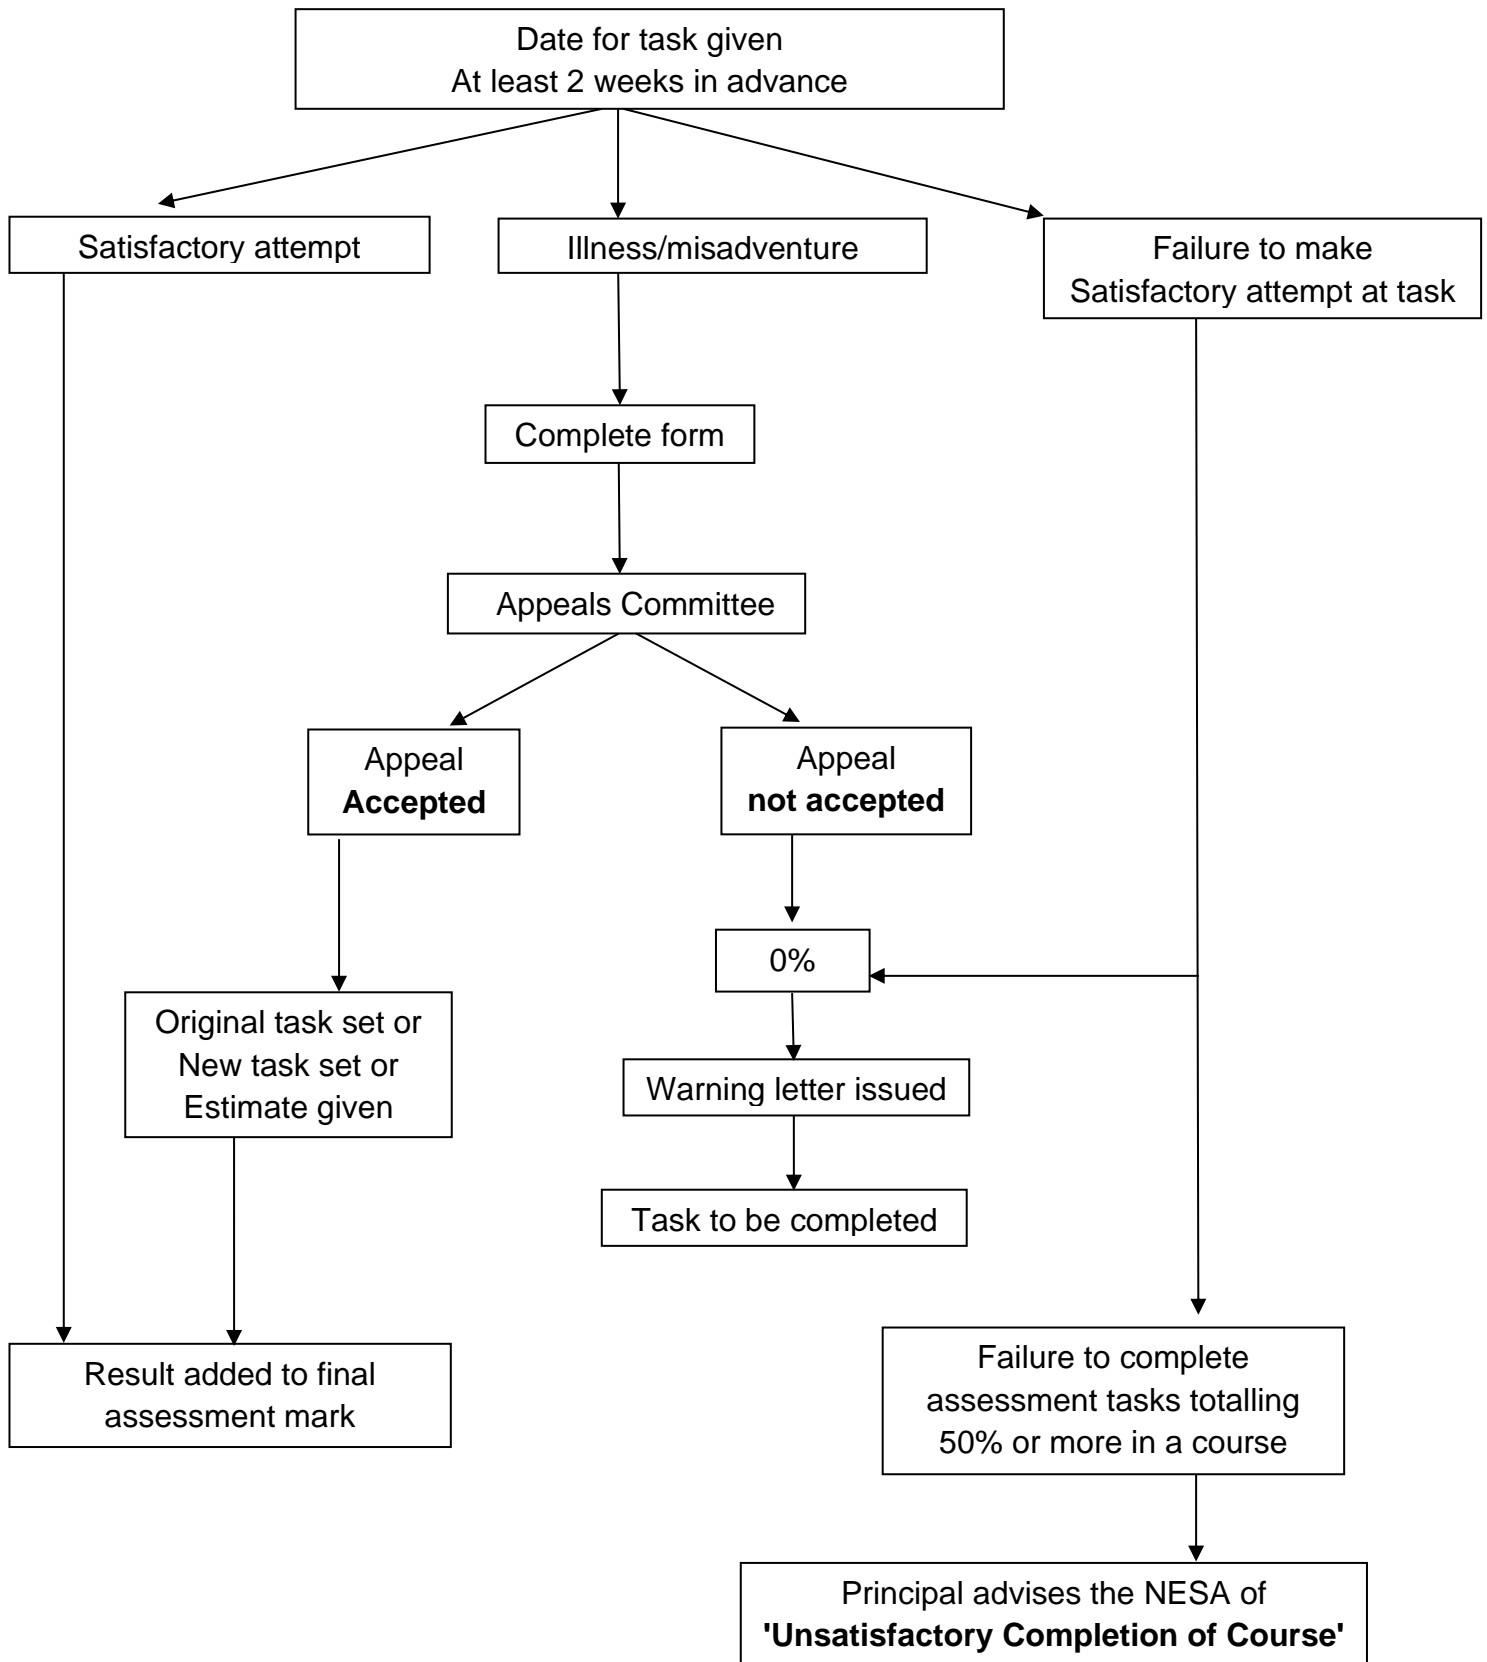 Date for task given
At least 2 weeks in advance
Satisfactory attempt
Illness/misadventure
Failure to make
Satisfactory attempt at task
Complete form
Appeals Committee
Appeal
Accepted
Appeal
not accepted
0%
Original task set or
New task set or
Estimate given
Warning letter issued
Task to be completed
Result added to final
assessment mark
Failure to complete
assessment tasks totalling
50% or more in a course
Principal advises the NESA of
'Unsatisfactory Completion of Course'